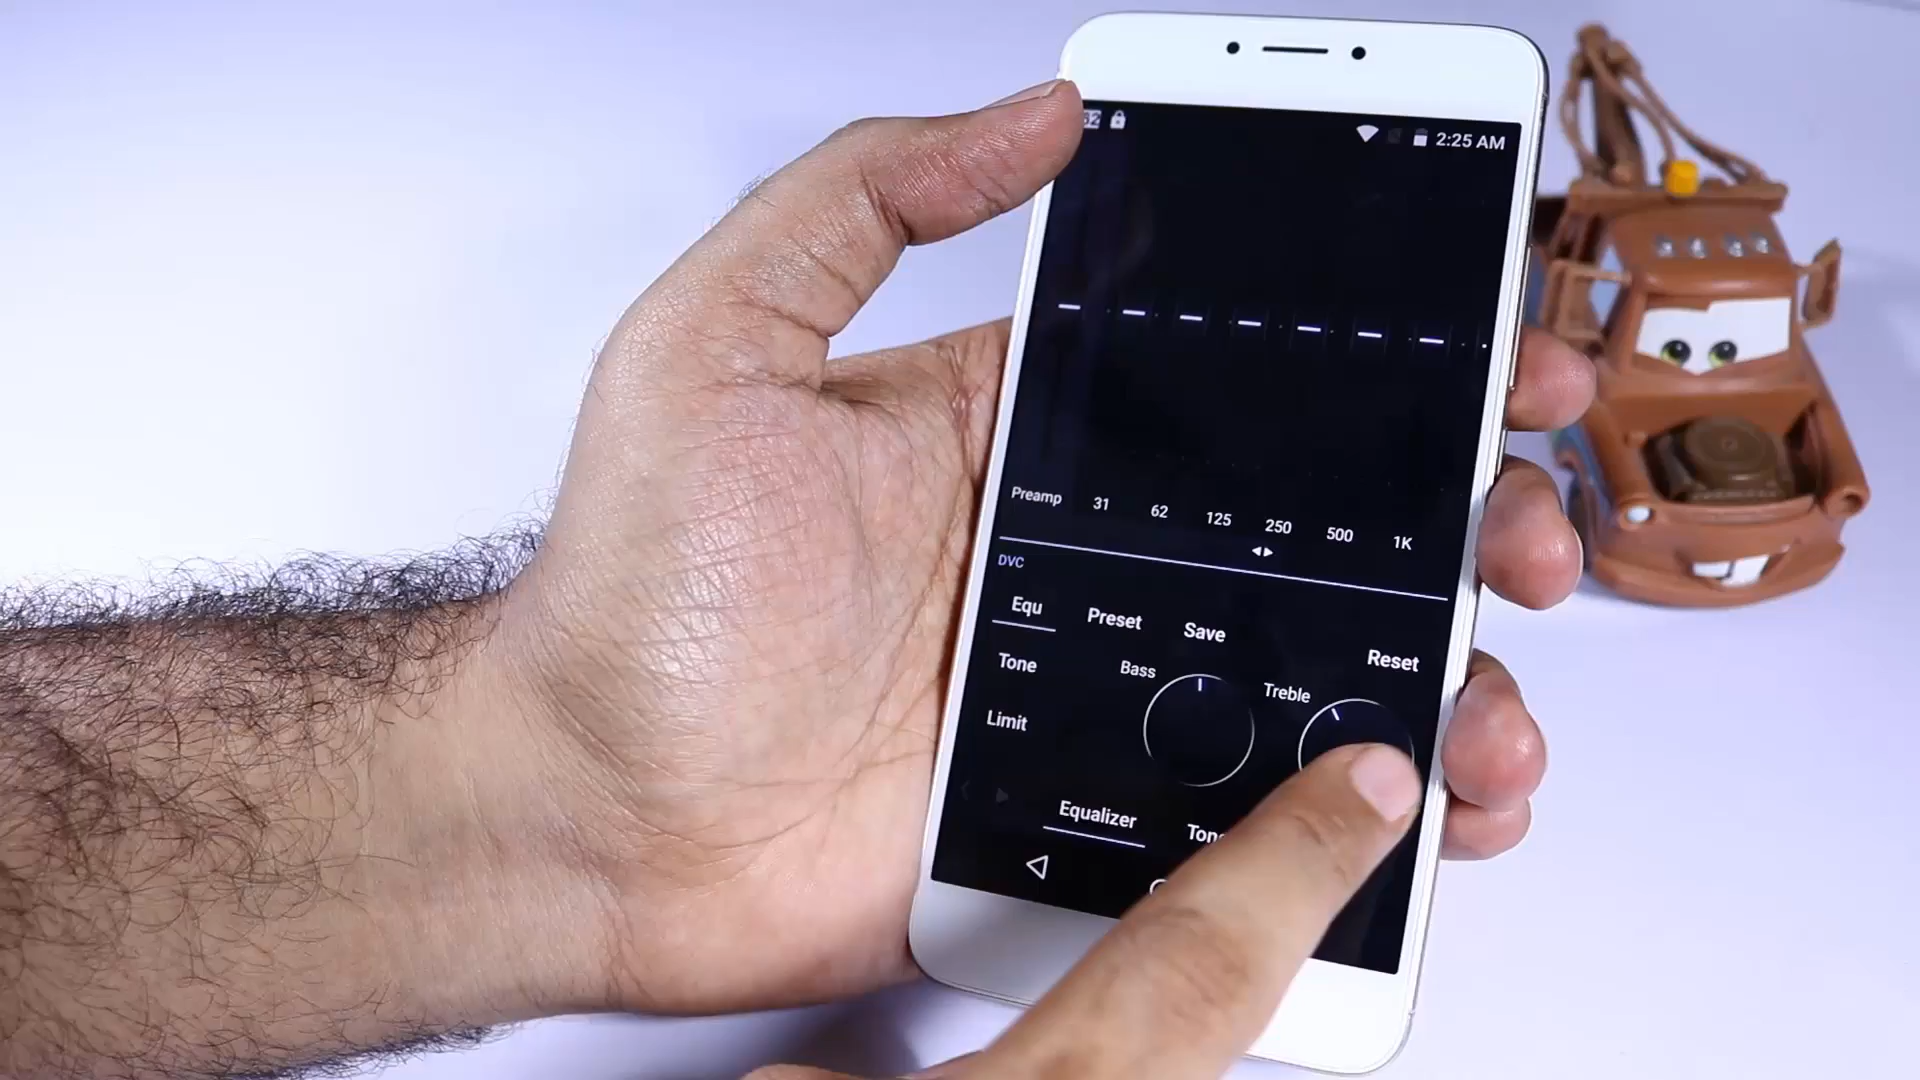 62 2:25 AM
Preamp 31 62 125 250 500 1K
DVC
Equ Preset Save Reset
Tone Bass Treble
Limit
Equalizer